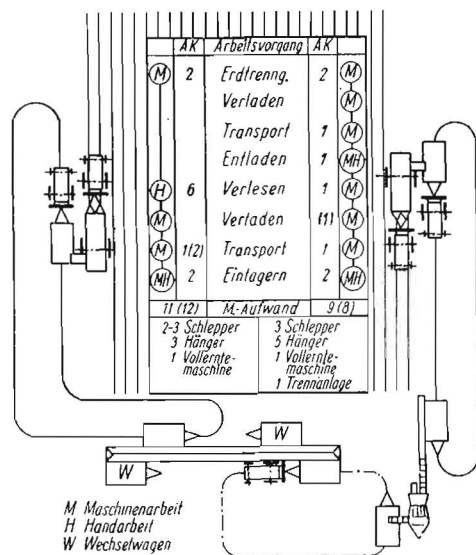 AK Arbeitsvorgang AK
M 2 Erdtrenng. 2 M
Verladen M
Transport 1 M
Entladen 1 MH
H 6 Verlesen 1 M
M Verladen (1) M
M 1(2) Transport 1 M
MH 2 Einlagern 2 MH
11 (12) M.-Aufwand 9 (8)
2-3 Schlepper
3 Hänger
1 Vollernte-
maschine
3 Schlepper
5 Hänger
1 Vollernte-
maschine
1 Trennanlage
W
W
M Maschinenarbeit
H Handarbeit
W Wechselwagen